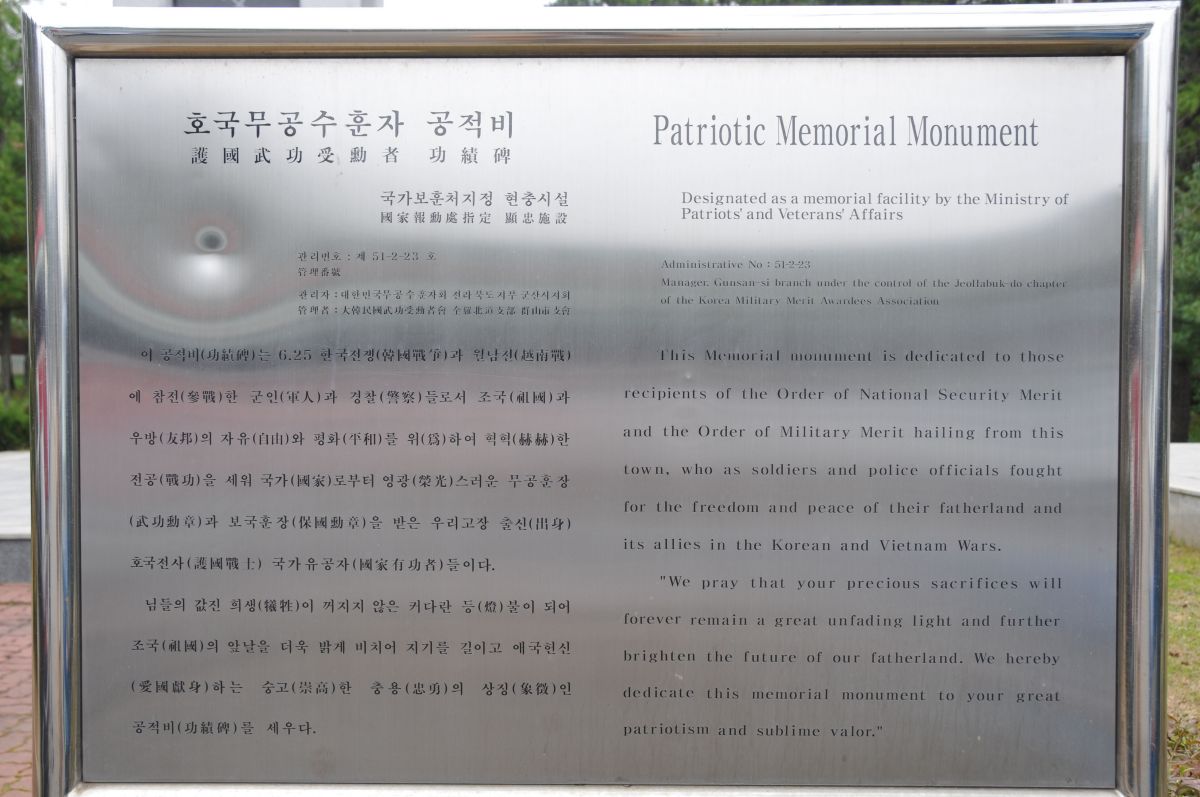 호국무공수훈자 공적비
護國武功受勳者 功績碑
국가보훈처지정 현충시설
國家報勳處指定 顯忠施設
관리번호 : 제 51-2-23 호
管理番號
관리자 : 대한민국무공수훈자회 전라북도지부 군산시지회
管理者 : 大韓民國武功受勳者會 全羅北道支部 群山市支會
이 공적비(功績碑)는 6.25 한국전쟁(韓國戰爭)과 월남전(越南戰)
에 참전(參戰)한 군인(軍人)과 경찰(警察)들로서 조국(祖國)과
우방(友邦)의 자유(自由)와 평화(平和)를 위(爲)하여 혁혁(赫赫)한
전공(戰功)을 세워 국가(國家)로부터 영광(榮光)스러운 무공훈장
(武功勳章)과 보국훈장(保國勳章)을 받은 우리고장 출신(出身)
호국전사(護國戰士) 국가유공자(國家有功者)들이다.
님들의 값진 희생(犧牲)이 꺼지지 않은 커다란 등(燈)불이 되어
조국(祖國)의 앞날을 더욱 밝게 비치어 지기를 길이고 애국헌신
(愛國獻身)하는 숭고(崇高)한 충용(忠勇)의 상징(象徵)인
공적비(功績碑)를 세우다.
Patriotic Memorial Monument
Designated as a memorial facility by the Ministry of
Patriots' and Veterans' Affairs
Administrative No : 51-2-23
Manager. Gunsan-si branch under the control of the Jeollabuk-do chapter
of the Korea Military Merit Awardees Association
This Memorial monument is dedicated to those
recipients of the Order of National Security Merit
and the Order of Military Merit hailing from this
town, who as soldiers and police officials fought
for the freedom and peace of their fatherland and
its allies in the Korean and Vietnam Wars.
"We pray that your precious sacrifices will
forever remain a great unfading light and further
brighten the future of our fatherland. We hereby
dedicate this memorial monument to your great
patriotism and sublime valor."